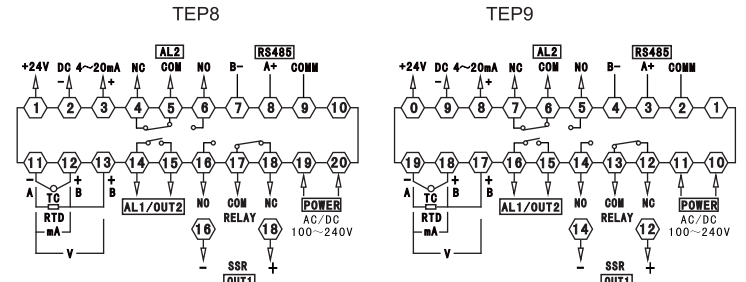 TEP8 TEP9
AL2 RS485 AL2 RS485
+24V DC 4~20mA NC COM NO B- A+ COMM +24V DC 4~20mA NC COM NO B- A+ COMM
- + - +
1 2 3 4 5 6 7 8 9 10 0 9 8 7 6 5 4 3 2 1
11 12 13 14 15 16 17 18 19 20 19 18 17 16 15 14 13 12 11 10
- + + - + +
A TC B B NO COM NC A TC B B NO COM NC
AL1/OUT2 POWER AL1/OUT2 POWER
RTD RELAY AC/DC RTD RELAY AC/DC
mA 16 18 100~240V mA 14 12 100~240V
V V
- SSR + - SSR +
OUT1 OUT1